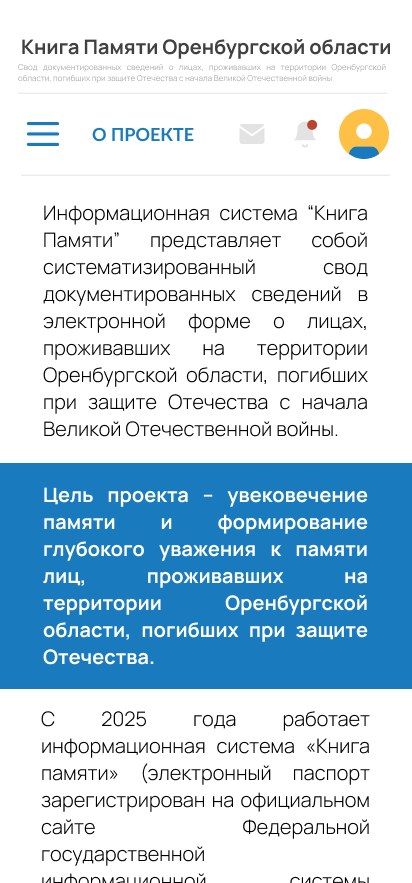 Книга Памяти Оренбургской области
Свод документированных сведений о лицах, проживавших на территории Оренбургской
области, погибших при защите Отечества с начала Великой Отечественной войны
О ПРОЕКТЕ
Информационная система “Книга
Памяти” представляет собой
систематизированный свод
документированных сведений в
электронной форме о лицах,
проживавших на территории
Оренбургской области, погибших
при защите Отечества с начала
Великой Отечественной войны.
Цель проекта – увековечение
памяти и формирование
глубокого уважения к памяти
лиц, проживавших на
территории Оренбургской
области, погибших при защите
Отечества.
С 2025 года работает
информационная система «Книга
памяти» (электронный паспорт
зарегистрирован на официальном
сайте Федеральной
государственной
информационной системы